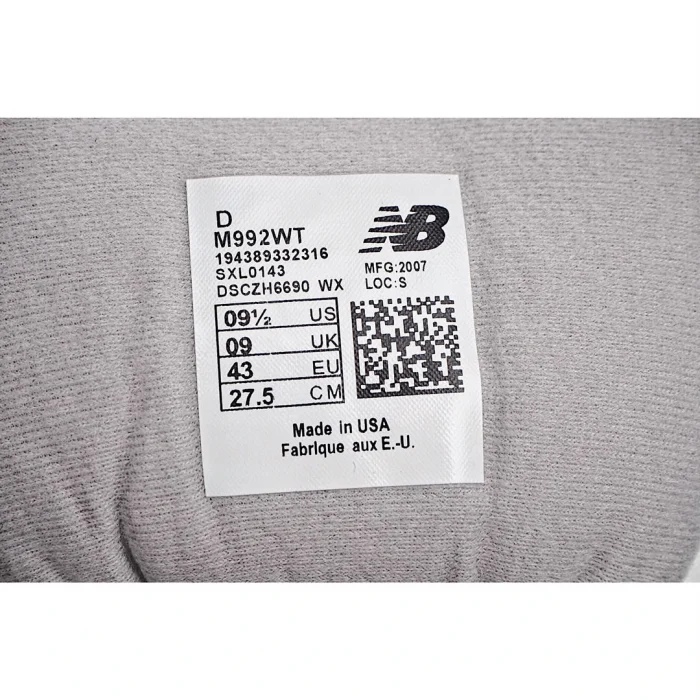 D
M992WT
194389332316
SXL0143
DSCZH6690 WX
NB
MFG:2007
LOC:S
09½ US
09 UK
43 EU
27.5 CM
Made in USA
Fabrique aux E.-U.